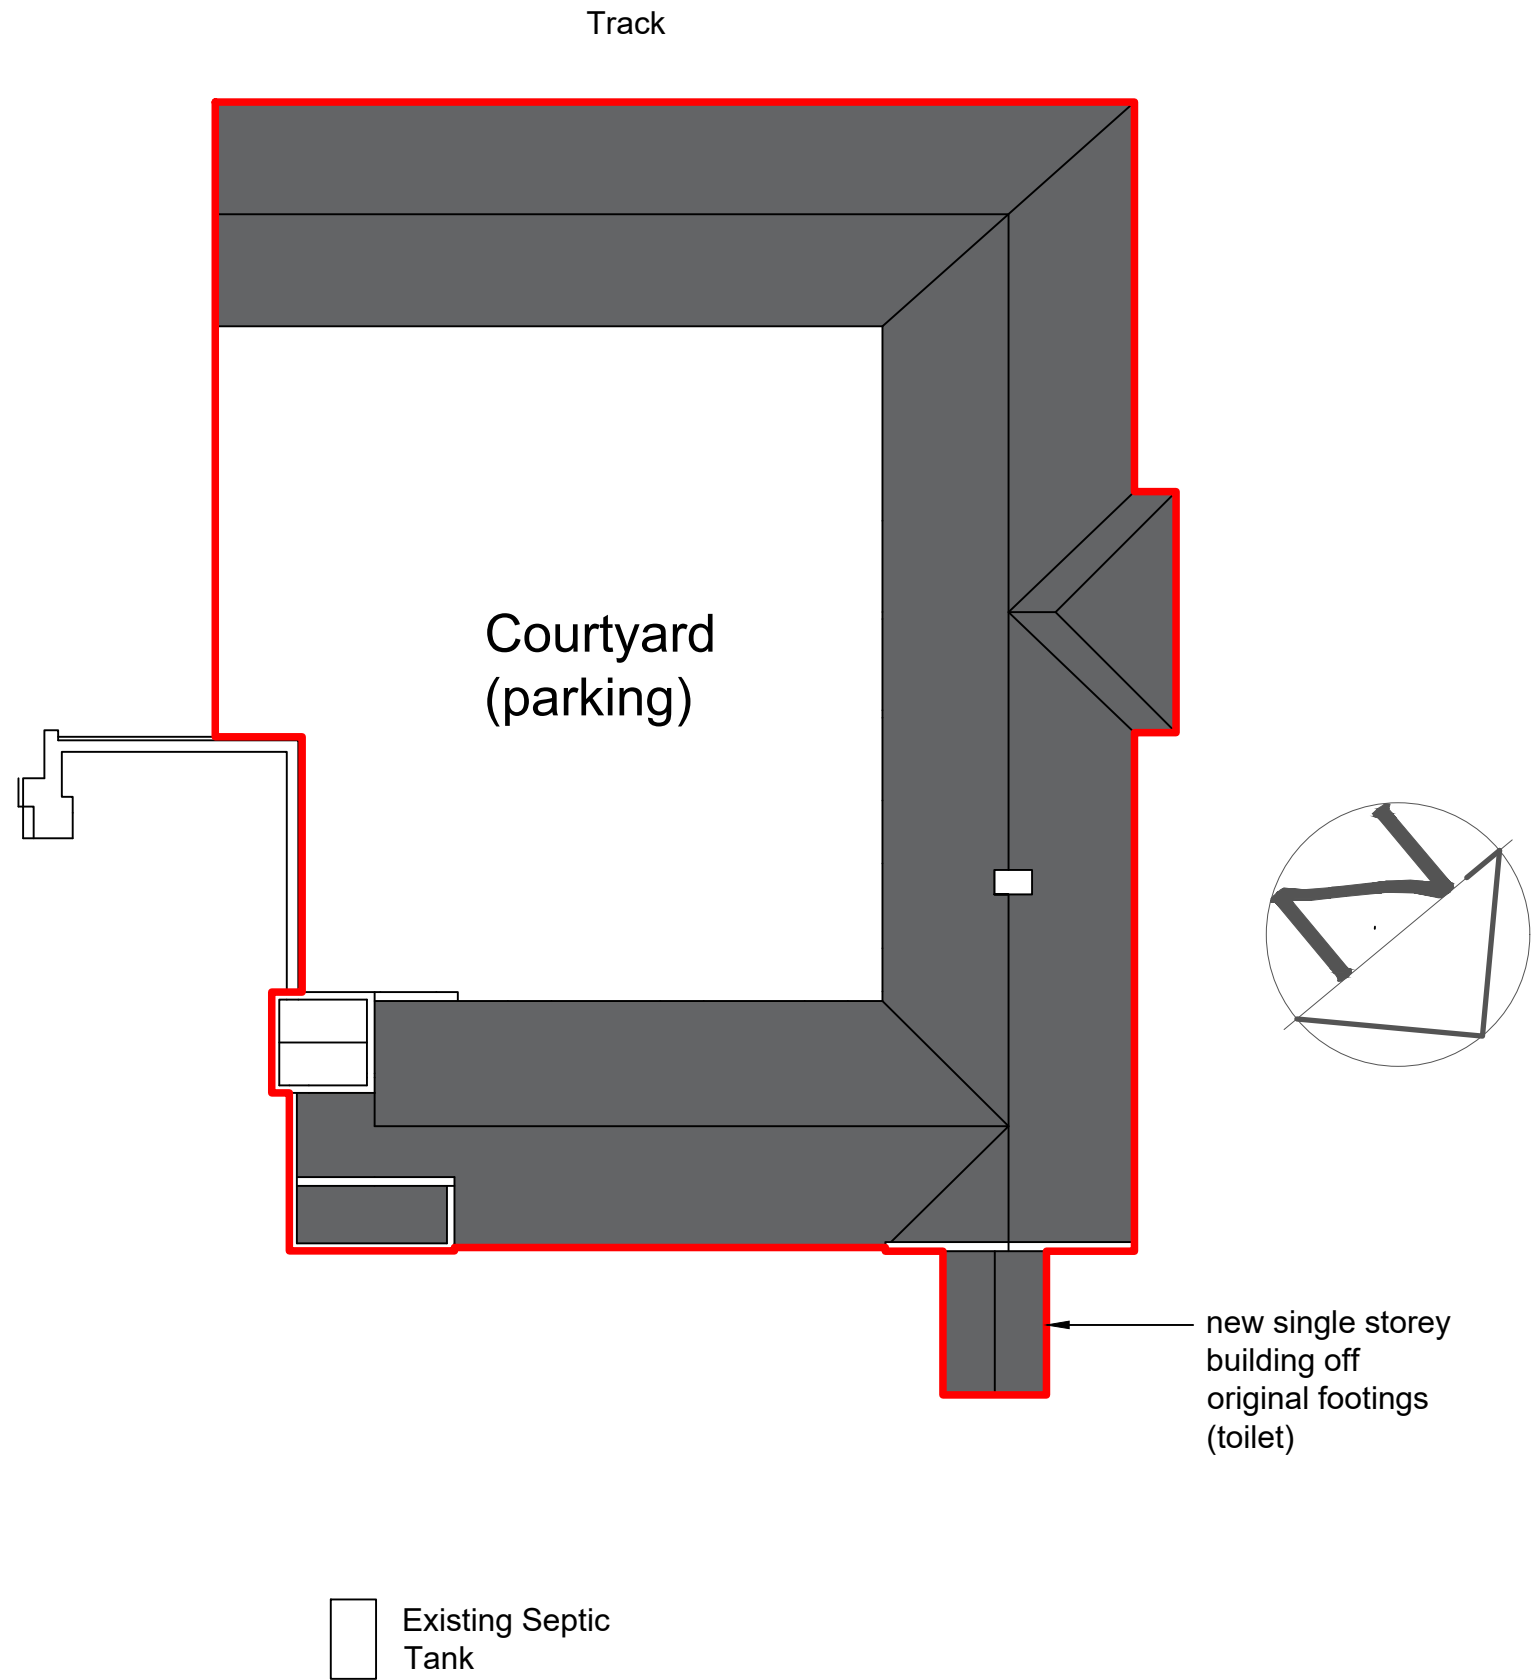 Track
Courtyard
(parking)
N
new single storey
building off
original footings
(toilet)
Existing Septic
Tank